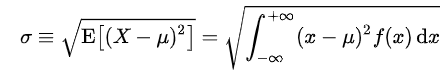 σ ≡ √(E[(X − μ)²]) = √(∫_{−∞}^{+∞} (x − μ)² f(x) dx)